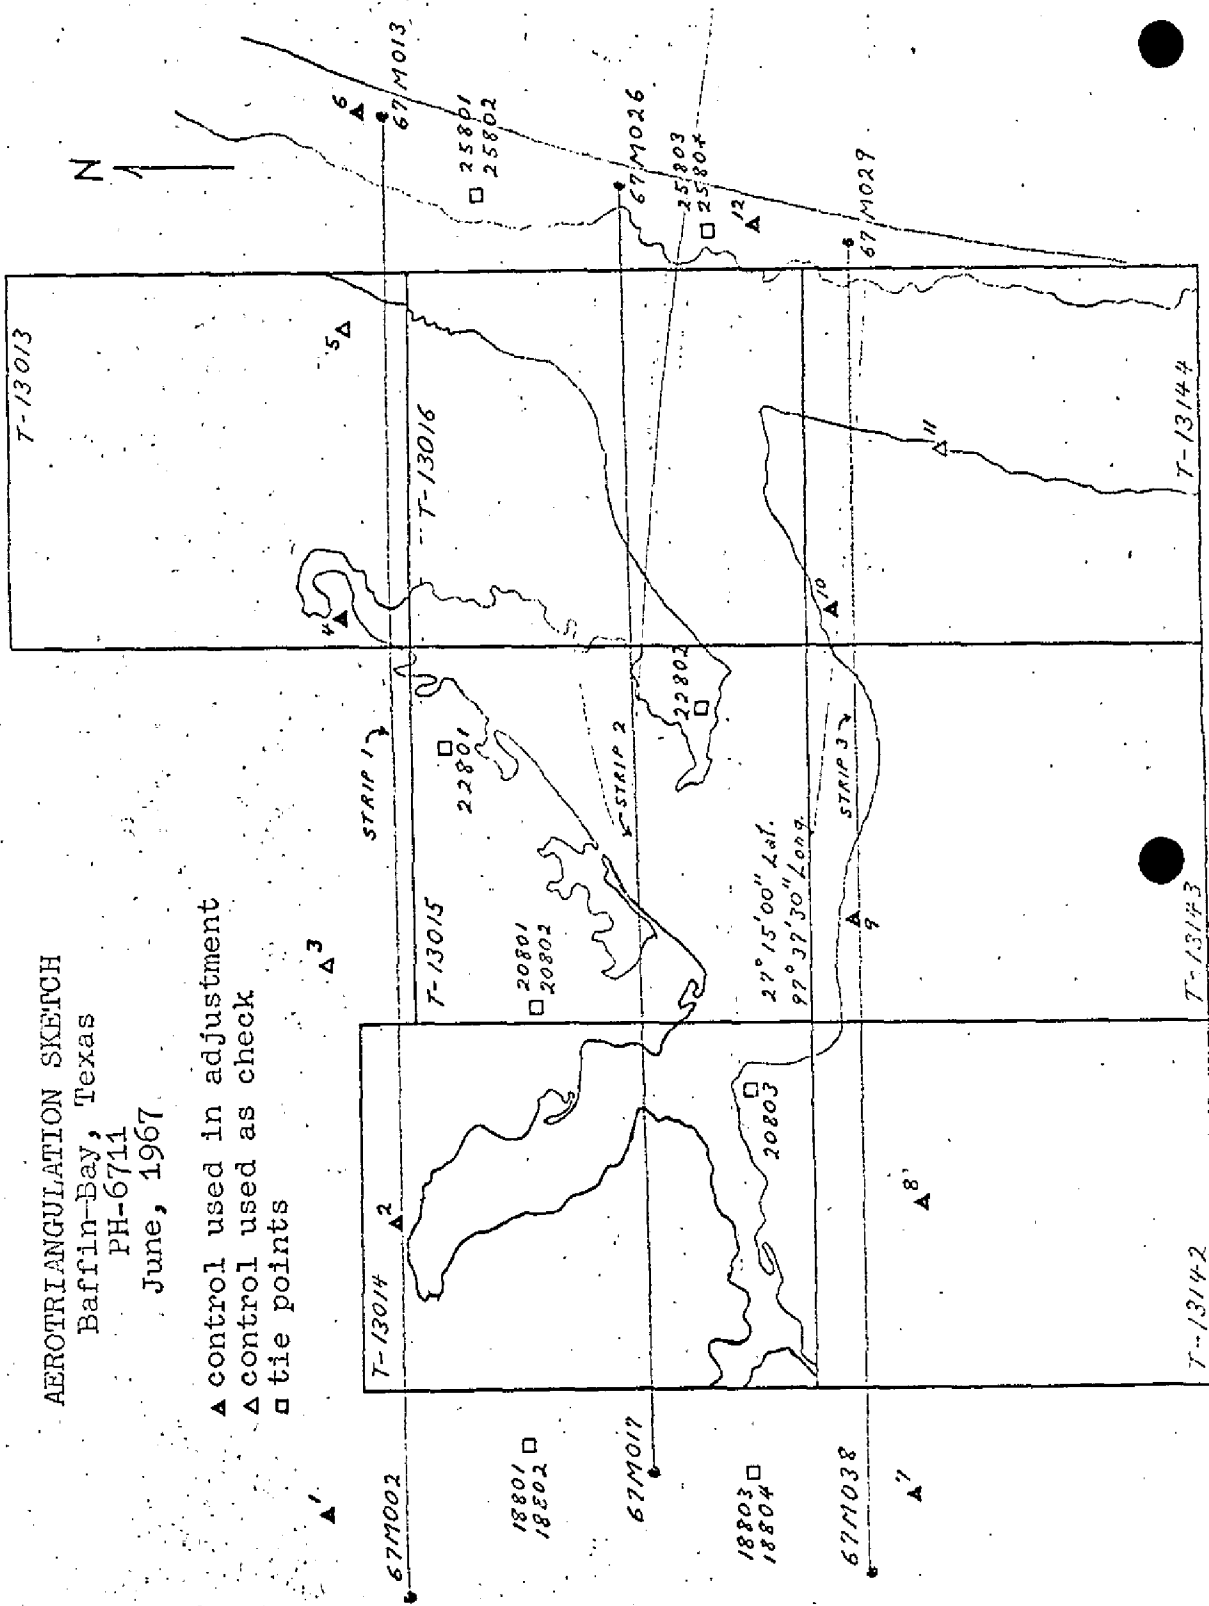 AEROTRIANGULATION SKETCH
Baffin Bay, Texas
PH-6711
June, 1967
▲ control used in adjustment
△ control used as check
□ tie points
N
T-13013
T-13016
T-13015
T-13014
T-13144
T-13143
T-13142
STRIP 1
STRIP 2
STRIP 3
67M002
67M013
67M017
67M026
67M038
67M029
1
2
3
4
5
6
7
8
9
10
11
12
18801
18802
18803
18804
20801
20802
20803
22801
22802
25801
25802
25803
25804
27° 15' 00" Lat.
97° 37' 30" Long.